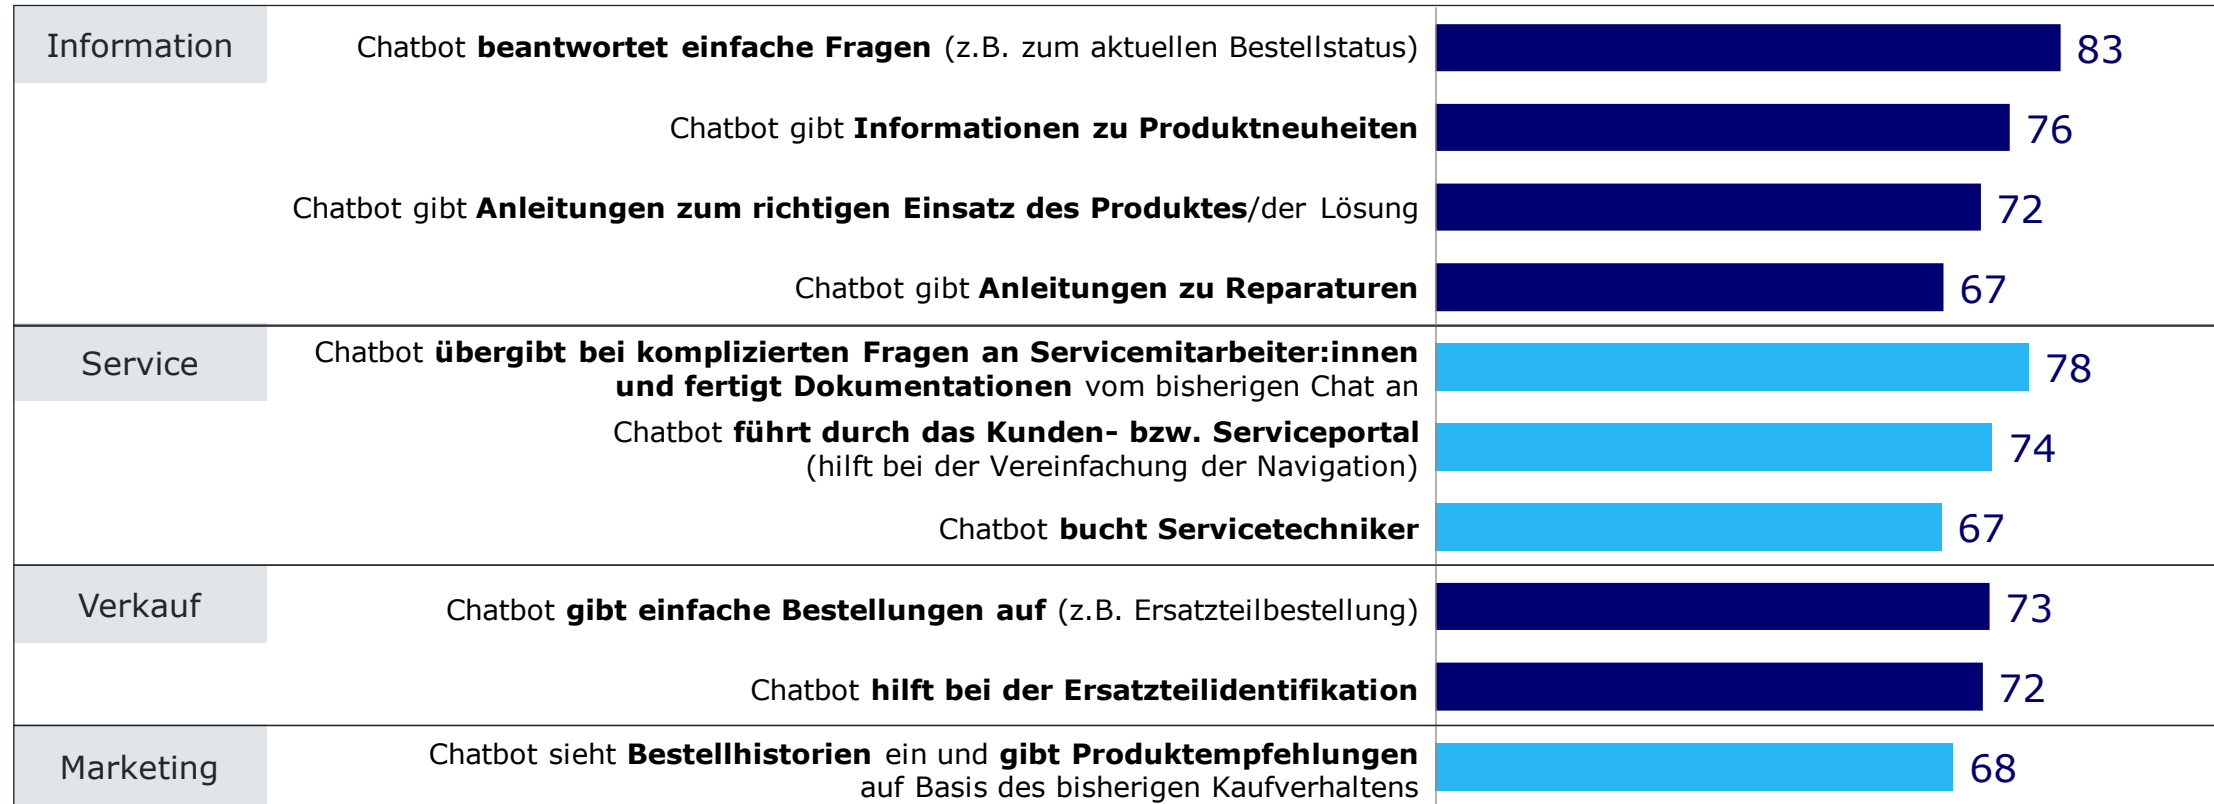 Information
Chatbot beantwortet einfache Fragen (z.B. zum aktuellen Bestellstatus)
83
Chatbot gibt Informationen zu Produktneuheiten
76
Chatbot gibt Anleitungen zum richtigen Einsatz des Produktes/der Lösung
72
Chatbot gibt Anleitungen zu Reparaturen
67
Service
Chatbot übergibt bei komplizierten Fragen an Servicemitarbeiter:innen
und fertigt Dokumentationen vom bisherigen Chat an
78
Chatbot führt durch das Kunden- bzw. Serviceportal
(hilft bei der Vereinfachung der Navigation)
74
Chatbot bucht Servicetechniker
67
Verkauf
Chatbot gibt einfache Bestellungen auf (z.B. Ersatzteilbestellung)
73
Chatbot hilft bei der Ersatzteilidentifikation
72
Marketing
Chatbot sieht Bestellhistorien ein und gibt Produktempfehlungen
auf Basis des bisherigen Kaufverhaltens
68